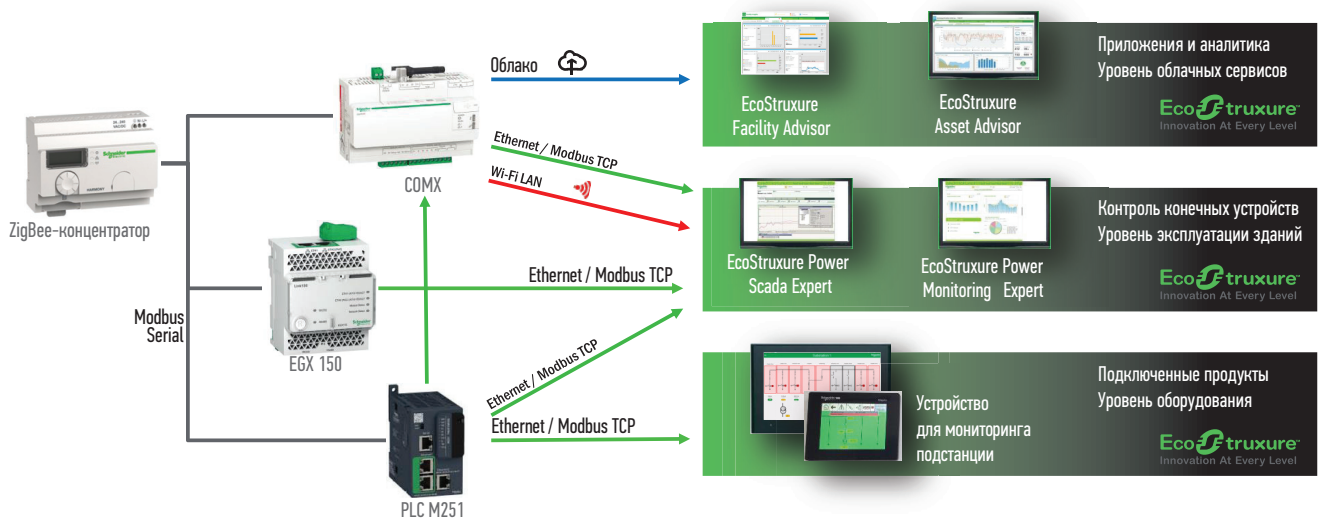 ZigBee-концентратор
Modbus
Serial
COMX
EGX 150
PLC M251
Облако
Ethernet / Modbus TCP
Wi-Fi LAN
Ethernet / Modbus TCP
Ethernet / Modbus TCP
Ethernet / Modbus TCP
EcoStruxure
Facility Advisor
EcoStruxure
Asset Advisor
Приложения и аналитика
Уровень облачных сервисов
EcoStruxure™
Innovation At Every Level
EcoStruxure Power
Scada Expert
EcoStruxure Power
Monitoring Expert
Контроль конечных устройств
Уровень эксплуатации зданий
EcoStruxure™
Innovation At Every Level
Устройство
для мониторинга
подстанции
Подключенные продукты
Уровень оборудования
EcoStruxure™
Innovation At Every Level